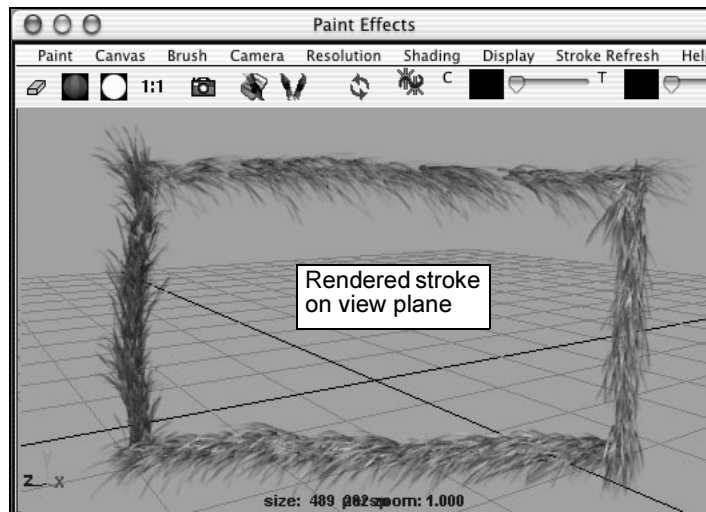 Paint Effects
Paint Canvas Brush Camera Resolution Shading Display Stroke Refresh Help
1:1 C T
Rendered stroke
on view plane
z x
size: 489 zoom: 1.000